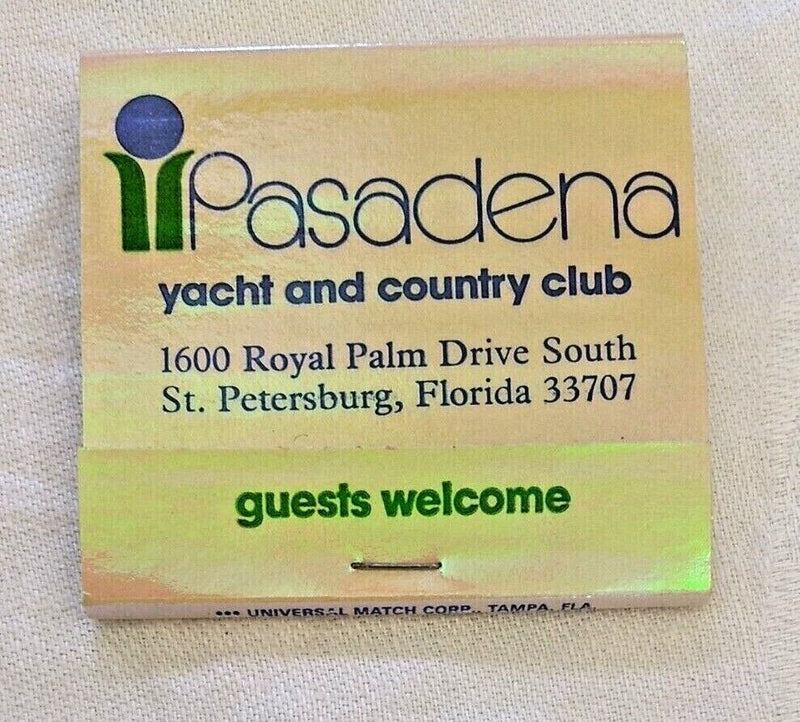 Pasadena
yacht and country club
1600 Royal Palm Drive South
St. Petersburg, Florida 33707
guests welcome
••• UNIVERSAL MATCH CORP., TAMPA, FLA.